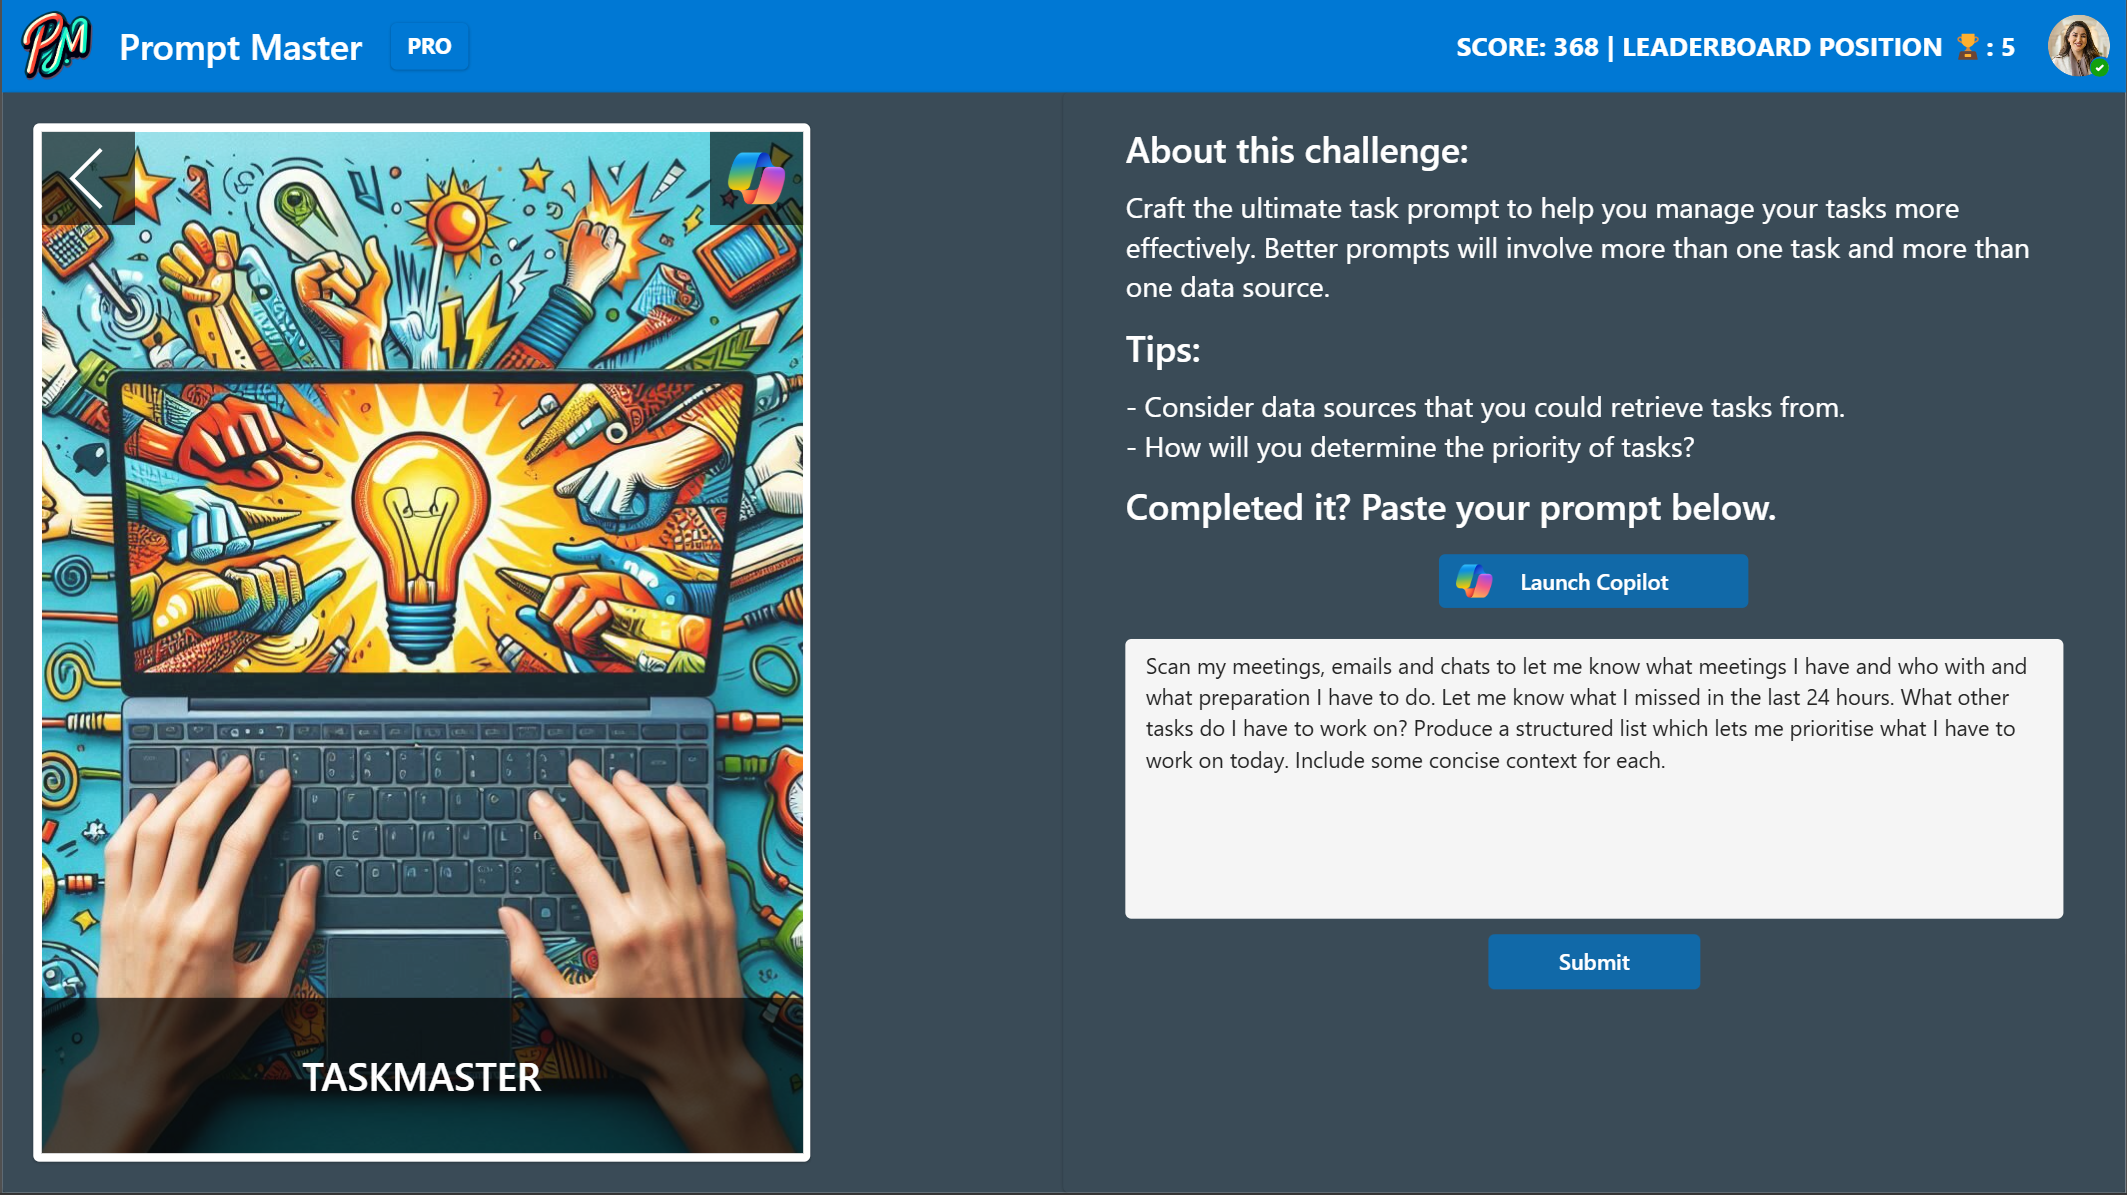 PM
Prompt Master
PRO
SCORE: 368 | LEADERBOARD POSITION 🏆: 5
About this challenge:
Craft the ultimate task prompt to help you manage your tasks more
effectively. Better prompts will involve more than one task and more than
one data source.
Tips:
- Consider data sources that you could retrieve tasks from.
- How will you determine the priority of tasks?
Completed it? Paste your prompt below.
Launch Copilot
Scan my meetings, emails and chats to let me know what meetings I have and who with and
what preparation I have to do. Let me know what I missed in the last 24 hours. What other
tasks do I have to work on? Produce a structured list which lets me prioritise what I have to
work on today. Include some concise context for each.
Submit
TASKMASTER